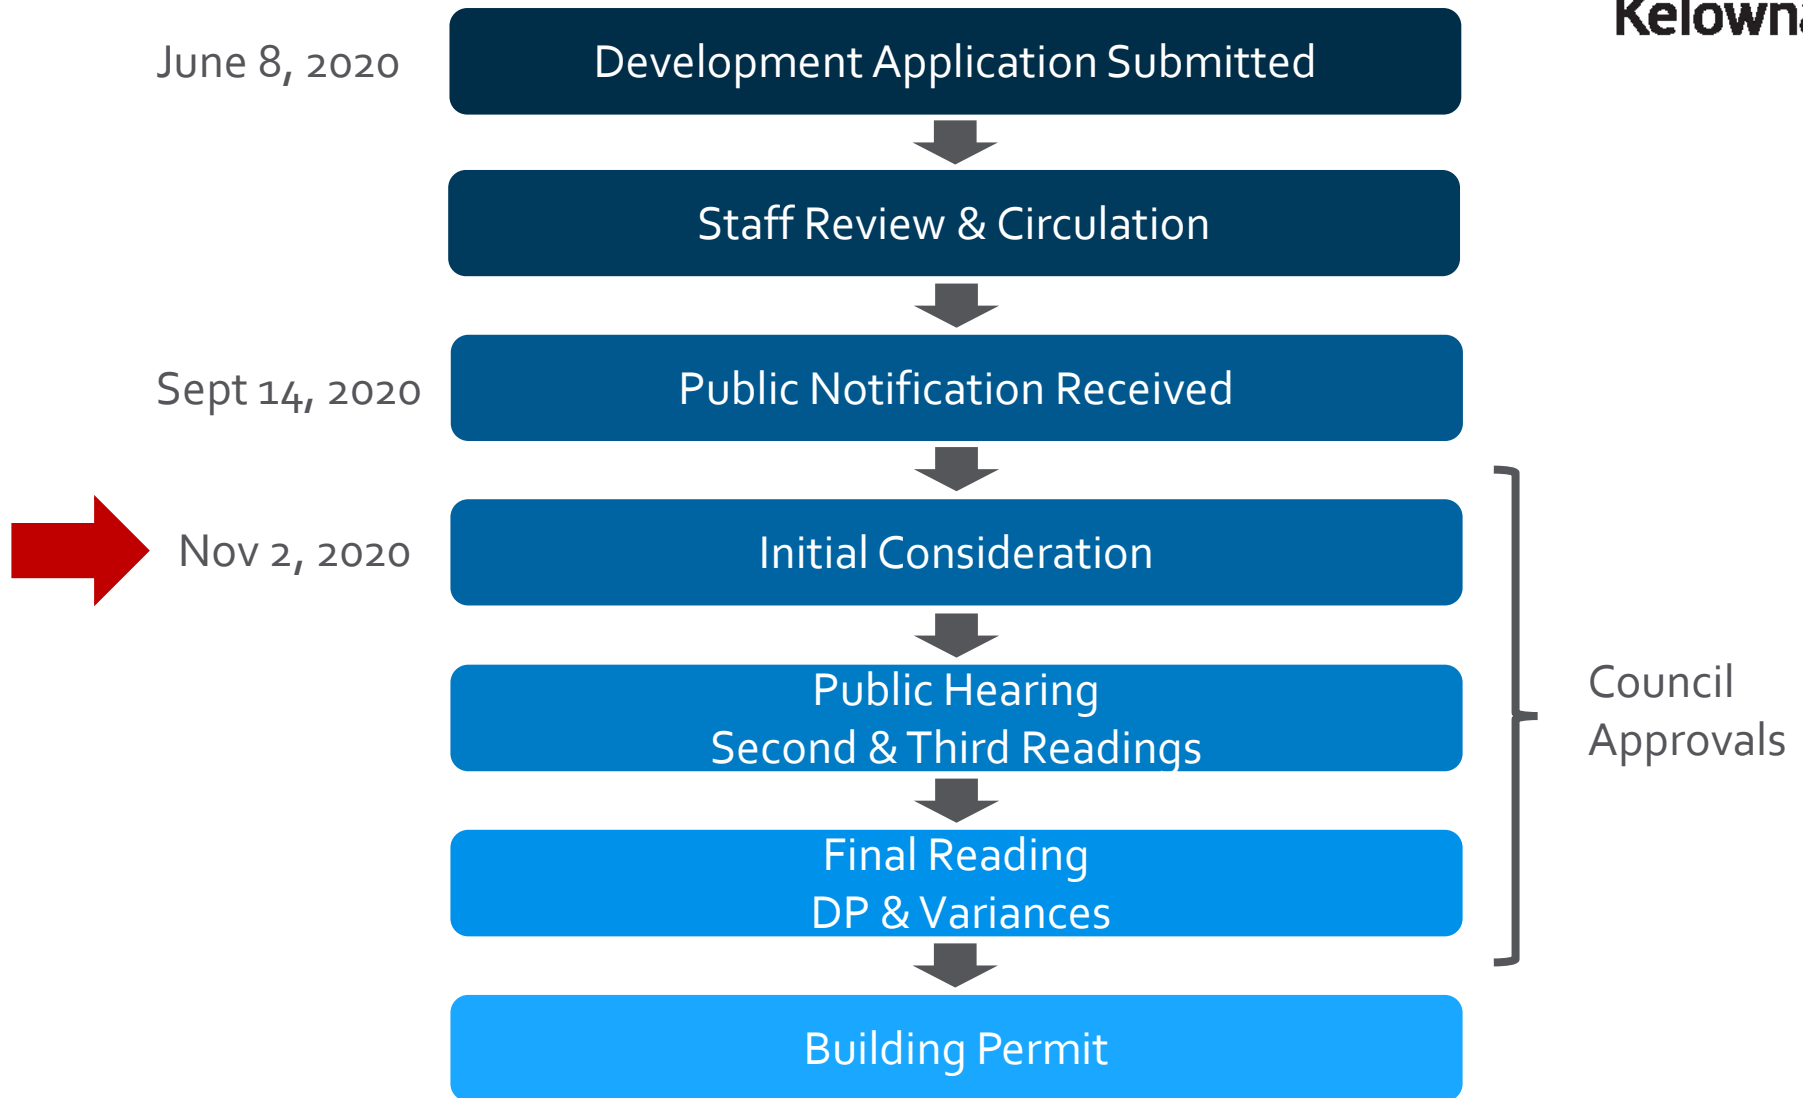 Kelowna
June 8, 2020
Development Application Submitted
Staff Review & Circulation
Sept 14, 2020
Public Notification Received
Nov 2, 2020
Initial Consideration
Public Hearing
Second & Third Readings
Council
Approvals
Final Reading
DP & Variances
Building Permit